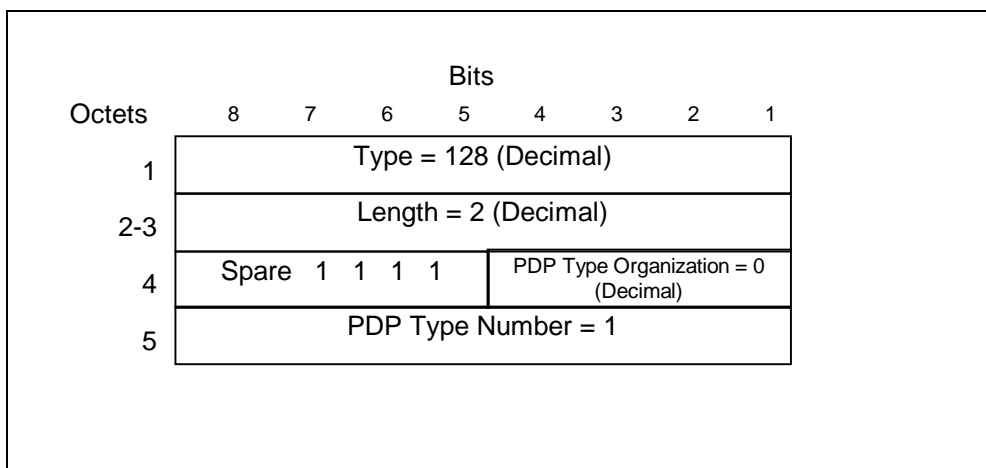 Bits
Octets 8 7 6 5 4 3 2 1
1 Type = 128 (Decimal)
2-3 Length = 2 (Decimal)
4 Spare 1 1 1 1 PDP Type Organization = 0
(Decimal)
5 PDP Type Number = 1